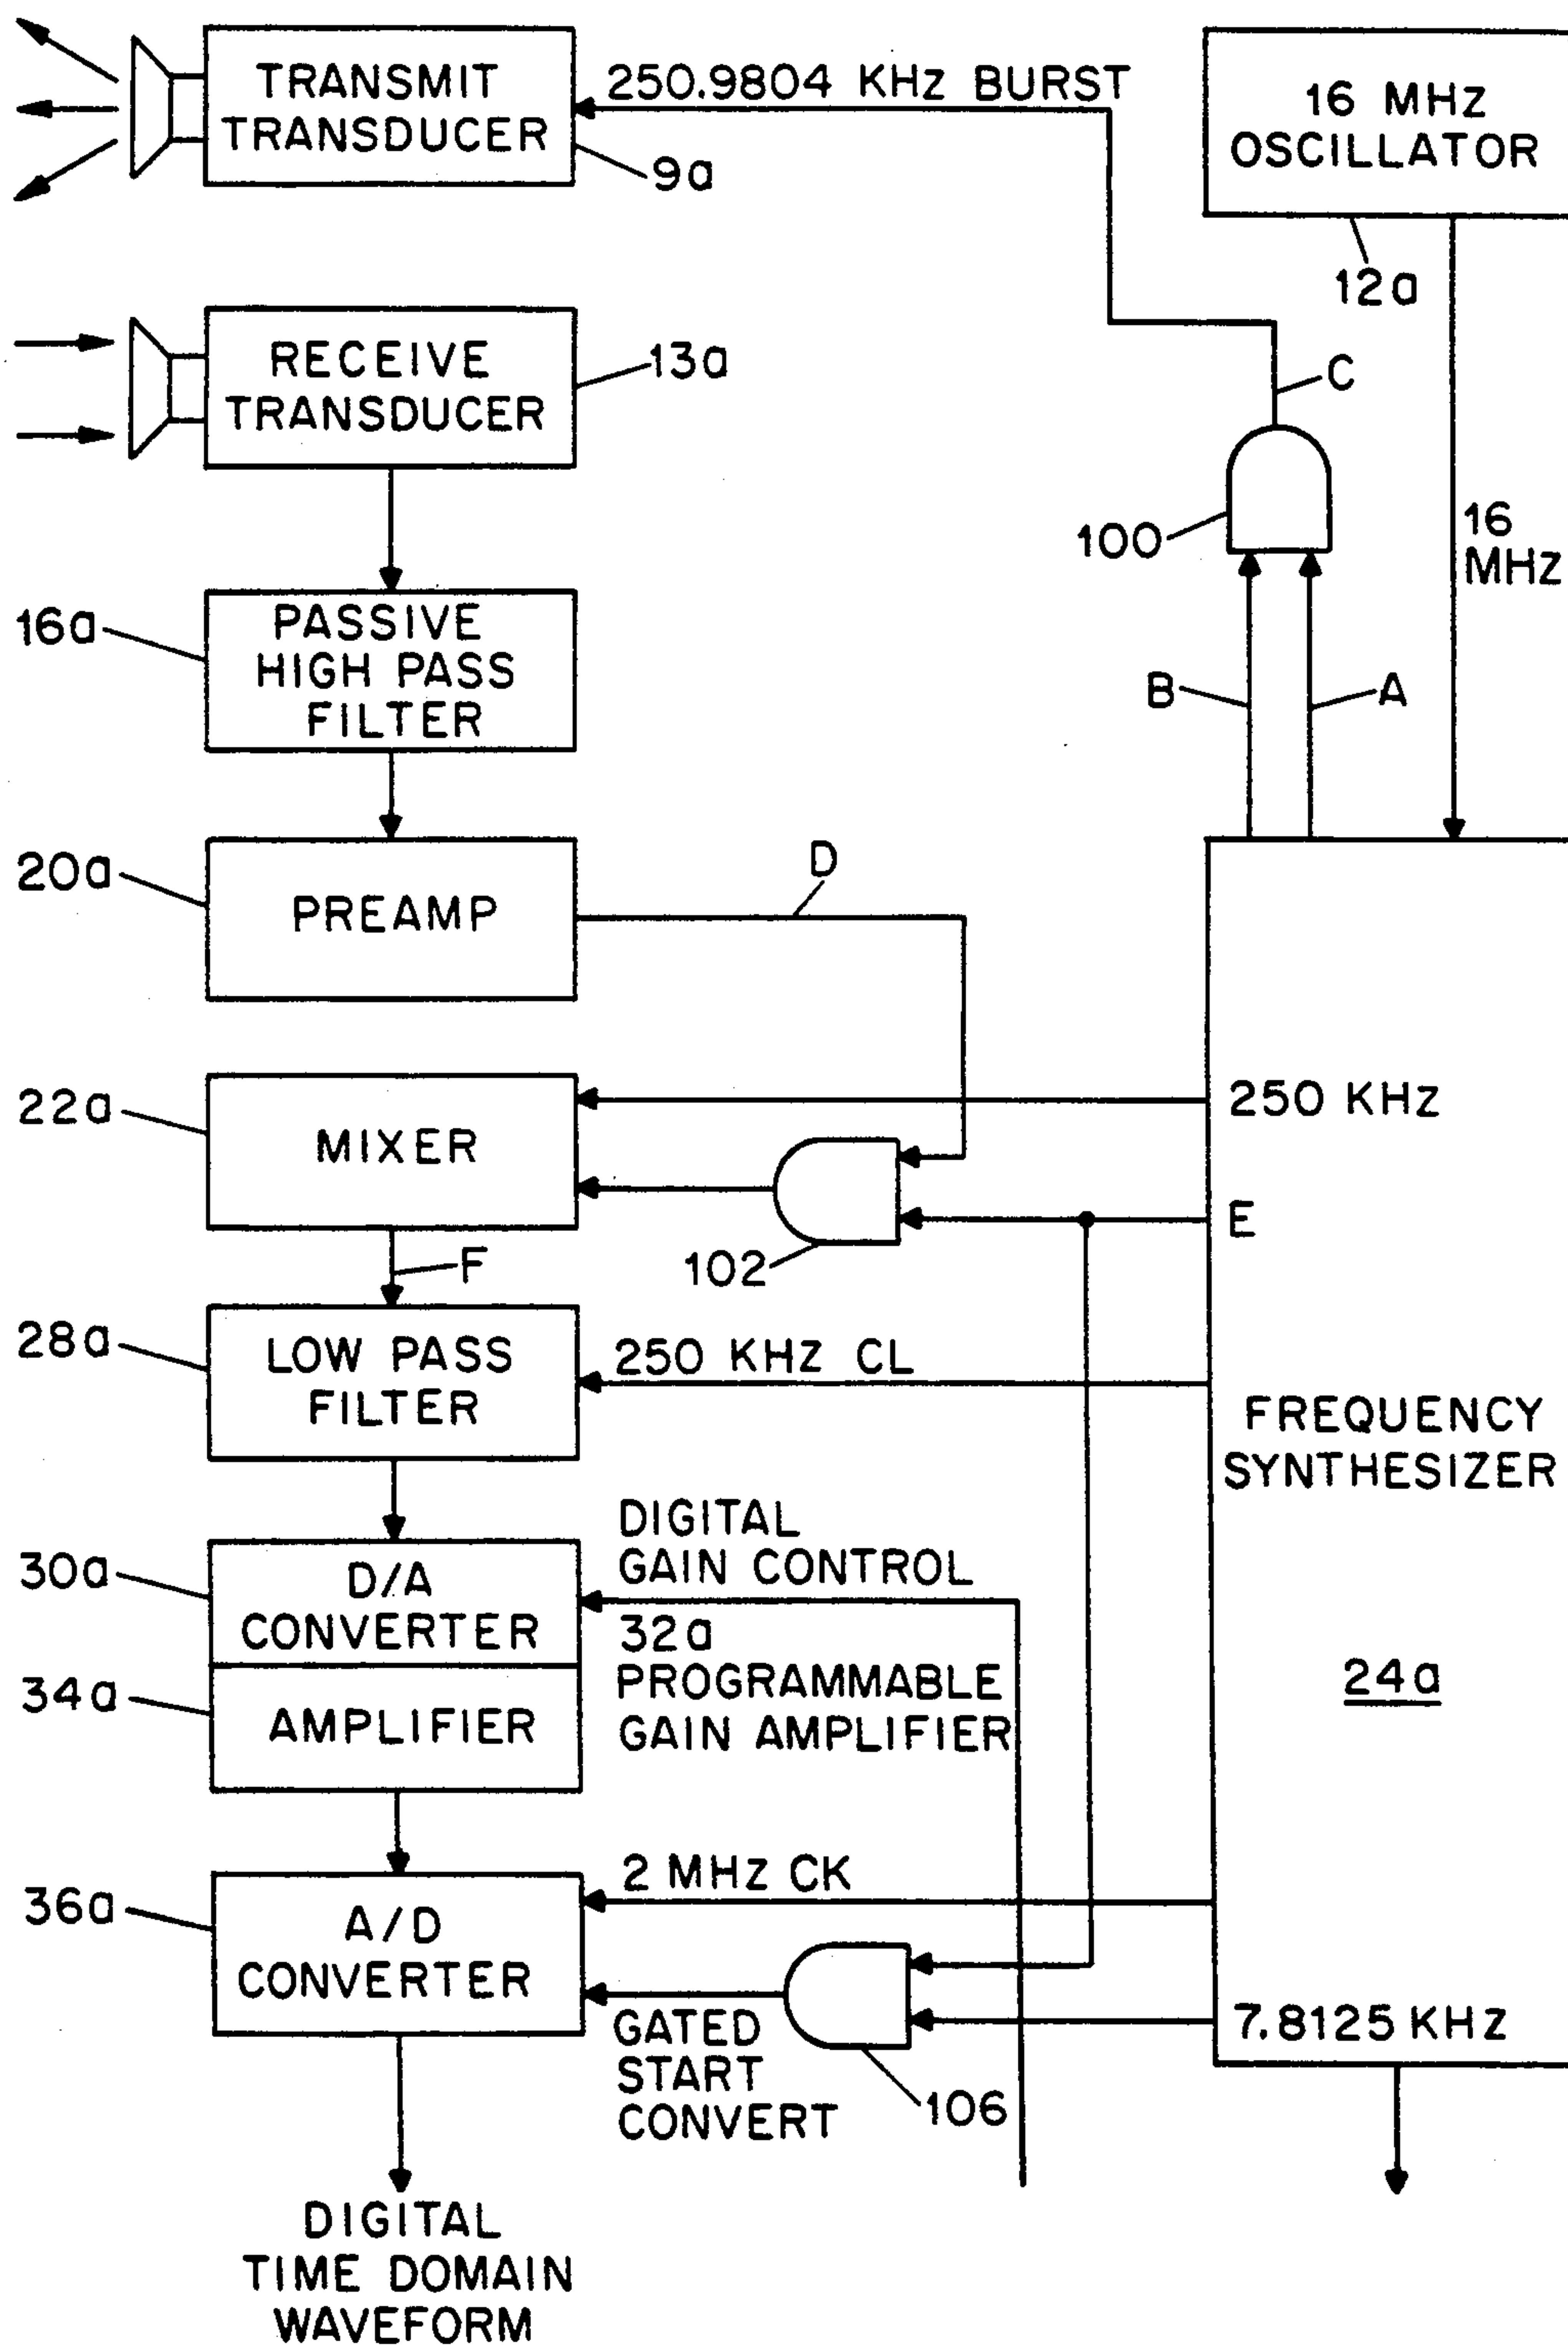 TRANSMIT
TRANSDUCER
9a
250.9804 KHz BURST
16 MHz
OSCILLATOR
12a
RECEIVE
TRANSDUCER
13a
C
100
16
MHz
B
A
16a
PASSIVE
HIGH PASS
FILTER
20a
PREAMP
D
22a
MIXER
250 KHz
E
102
F
28a
LOW PASS
FILTER
250 KHz CL
FREQUENCY
SYNTHESIZER
24a
30a
D/A
CONVERTER
DIGITAL
GAIN CONTROL
32a
PROGRAMMABLE
GAIN AMPLIFIER
34a
AMPLIFIER
36a
A/D
CONVERTER
2 MHz CK
7.8125 KHz
GATED
START
CONVERT
106
DIGITAL
TIME DOMAIN
WAVEFORM